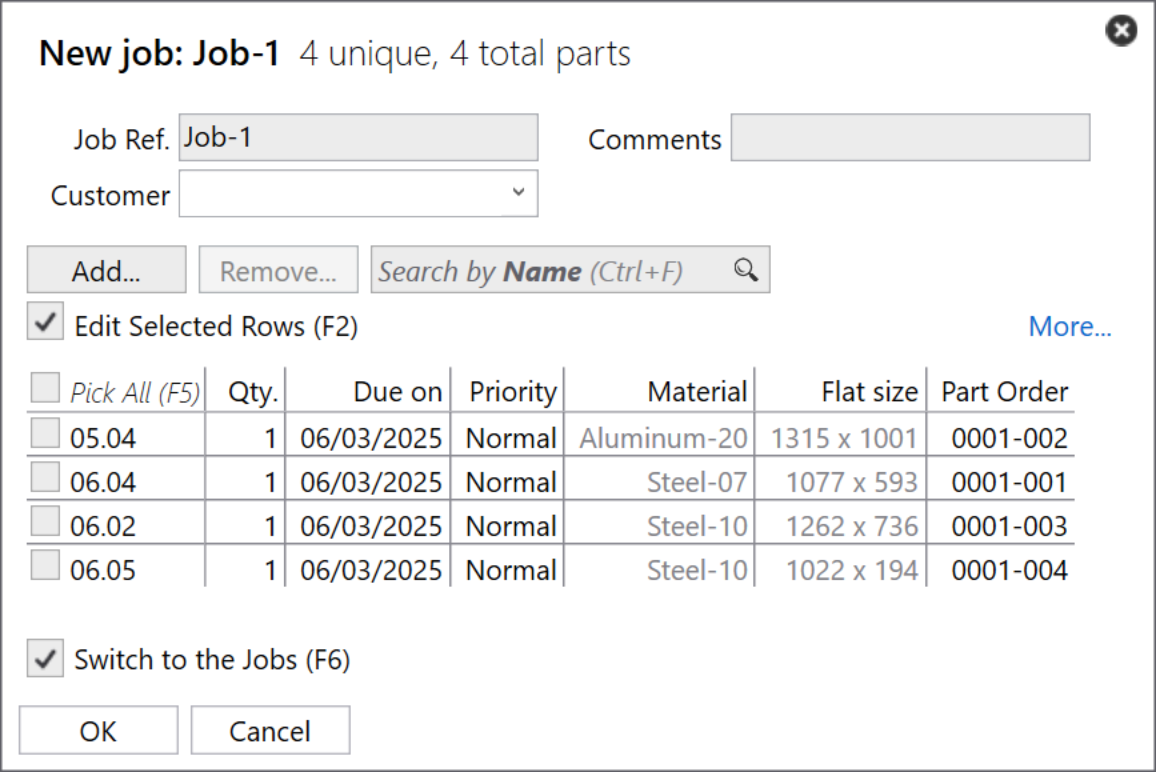 New job: Job-1 4 unique, 4 total parts
Job Ref. Job-1 Comments
Customer
Add... Remove... Search by Name (Ctrl+F)
Edit Selected Rows (F2) More...
Pick All (F5) Qty. Due on Priority Material Flat size Part Order
05.04 1 06/03/2025 Normal Aluminum-20 1315 x 1001 0001-002
06.04 1 06/03/2025 Normal Steel-07 1077 x 593 0001-001
06.02 1 06/03/2025 Normal Steel-10 1262 x 736 0001-003
06.05 1 06/03/2025 Normal Steel-10 1022 x 194 0001-004
Switch to the Jobs (F6)
OK Cancel